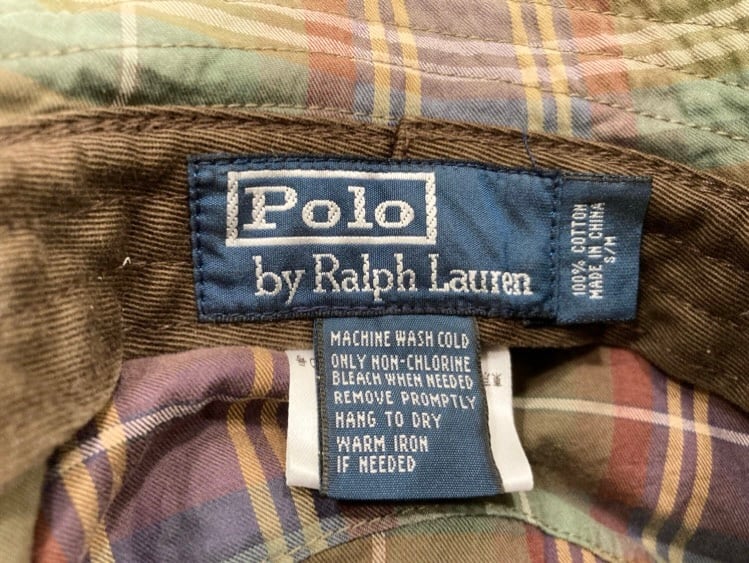 Polo
by Ralph Lauren
100% COTTON
MADE IN CHINA
S/M
MACHINE WASH COLD
ONLY NON-CHLORINE
BLEACH WHEN NEEDED
REMOVE PROMPTLY
HANG TO DRY
WARM IRON
IF NEEDED